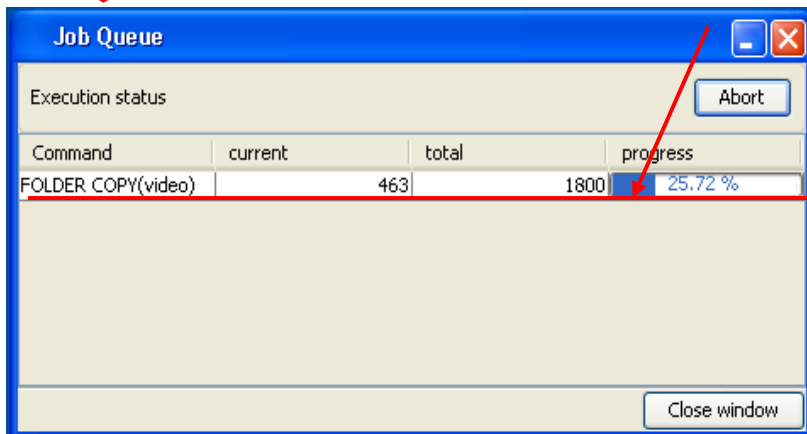 Job Queue
Execution status Abort
Command current total progress
FOLDER COPY(video) 463 1800 25.72 %
Close window